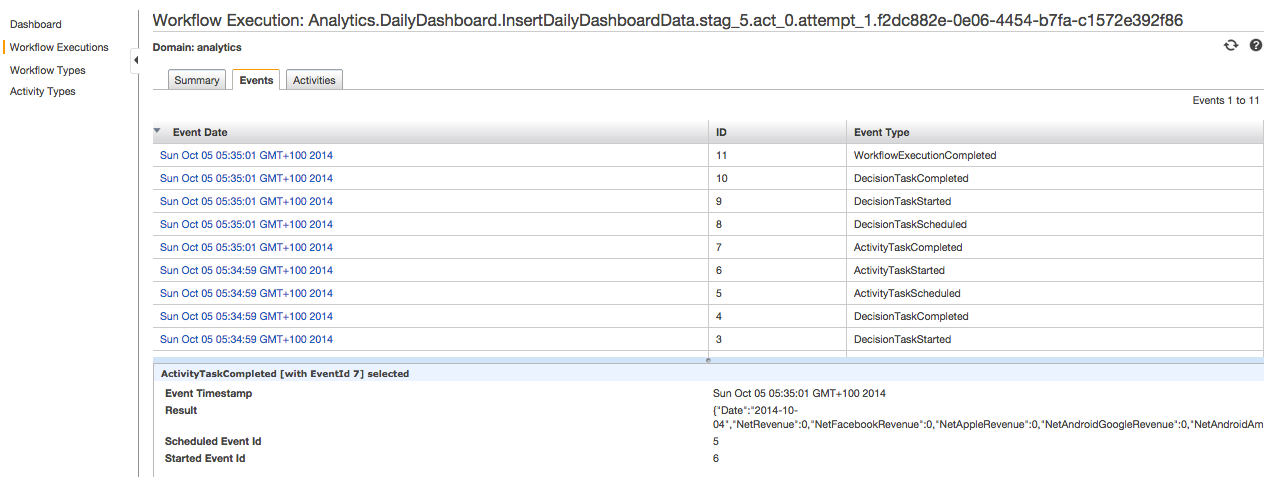 Dashboard
Workflow Executions
Workflow Types
Activity Types
Workflow Execution: Analytics.DailyDashboard.InsertDailyDashboardData.stag_5.act_0.attempt_1.f2dc882e-0e06-4454-b7fa-c1572e392f86
Domain: analytics
Summary Events Activities
Events 1 to 11
Event Date ID Event Type
Sun Oct 05 05:35:01 GMT+100 2014 11 WorkflowExecutionCompleted
Sun Oct 05 05:35:01 GMT+100 2014 10 DecisionTaskCompleted
Sun Oct 05 05:35:01 GMT+100 2014 9 DecisionTaskStarted
Sun Oct 05 05:35:01 GMT+100 2014 8 DecisionTaskScheduled
Sun Oct 05 05:35:01 GMT+100 2014 7 ActivityTaskCompleted
Sun Oct 05 05:34:59 GMT+100 2014 6 ActivityTaskStarted
Sun Oct 05 05:34:59 GMT+100 2014 5 ActivityTaskScheduled
Sun Oct 05 05:34:59 GMT+100 2014 4 DecisionTaskCompleted
Sun Oct 05 05:34:59 GMT+100 2014 3 DecisionTaskStarted
ActivityTaskCompleted [with EventId 7] selected
Event Timestamp Sun Oct 05 05:35:01 GMT+100 2014
Result {"Date":"2014-10-
04","NetRevenue":0,"NetFacebookRevenue":0,"NetAppleRevenue":0,"NetAndroidGoogleRevenue":0,"NetAndroidAm
Scheduled Event Id 5
Started Event Id 6